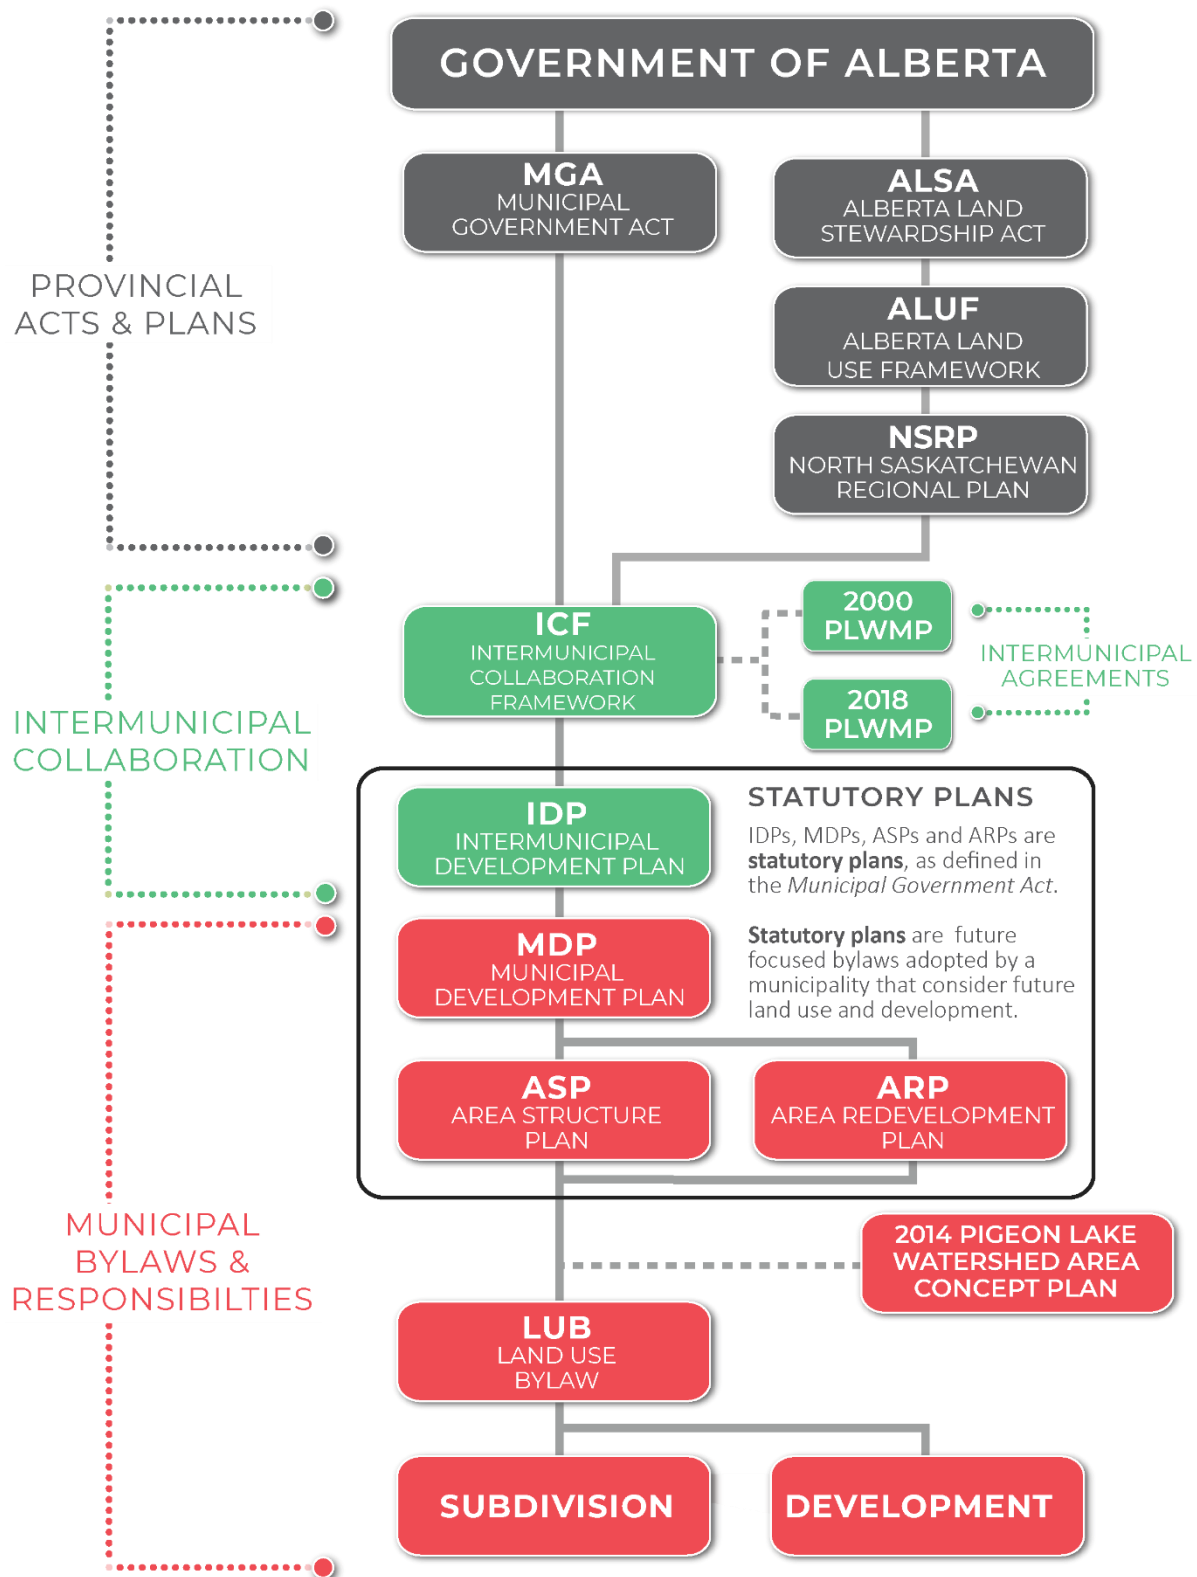 GOVERNMENT OF ALBERTA
MGA
MUNICIPAL
GOVERNMENT ACT
ALSA
ALBERTA LAND
STEWARDSHIP ACT
PROVINCIAL
ACTS & PLANS
ALUF
ALBERTA LAND
USE FRAMEWORK
NSRP
NORTH SASKATCHEWAN
REGIONAL PLAN
ICF
INTERMUNICIPAL
COLLABORATION
FRAMEWORK
2000
PLWMP
2018
PLWMP
INTERMUNICIPAL
AGREEMENTS
INTERMUNICIPAL
COLLABORATION
IDP
INTERMUNICIPAL
DEVELOPMENT PLAN
STATUTORY PLANS
IDPs, MDPs, ASPs and ARPs are
statutory plans, as defined in
the Municipal Government Act.
Statutory plans are future
focused bylaws adopted by a
municipality that consider future
land use and development.
MDP
MUNICIPAL
DEVELOPMENT PLAN
ASP
AREA STRUCTURE
PLAN
ARP
AREA REDEVELOPMENT
PLAN
MUNICIPAL
BYLAWS &
RESPONSIBILTIES
2014 PIGEON LAKE
WATERSHED AREA
CONCEPT PLAN
LUB
LAND USE
BYLAW
SUBDIVISION
DEVELOPMENT